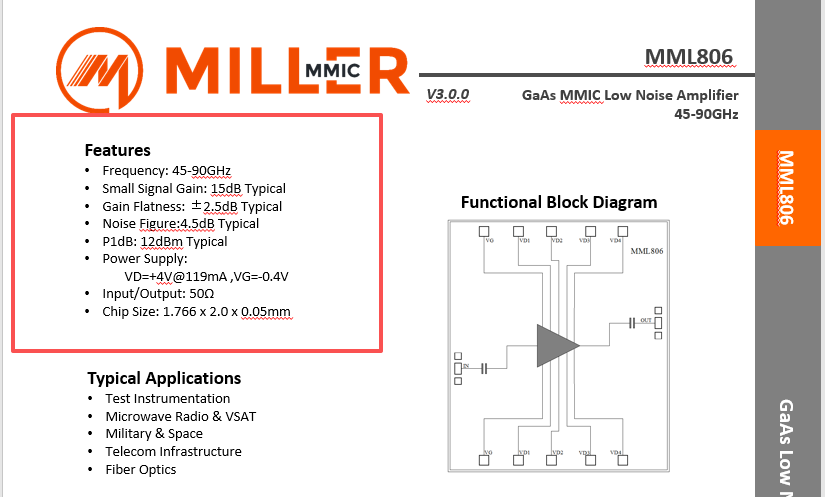 MILLER
MMIC
MML806
V3.0.0
GaAs MMIC Low Noise Amplifier
45-90GHz
Features
• Frequency: 45-90GHz
• Small Signal Gain: 15dB Typical
• Gain Flatness: ±2.5dB Typical
• Noise Figure:4.5dB Typical
• P1dB: 12dBm Typical
• Power Supply:
VD=+4V@119mA ,VG=-0.4V
• Input/Output: 50Ω
• Chip Size: 1.766 x 2.0 x 0.05mm
Typical Applications
• Test Instrumentation
• Microwave Radio & VSAT
• Military & Space
• Telecom Infrastructure
• Fiber Optics
Functional Block Diagram
VG VD1 VD2 VD3 VD4
MML806
OUT
IN
VG VD1 VD2 VD3 VD4
MML806
GaAs Low